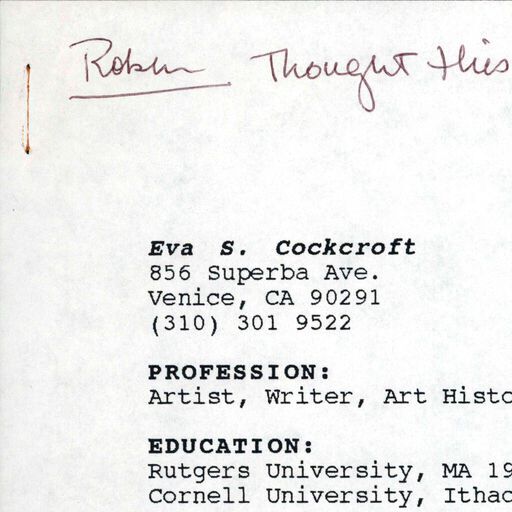 Robin Thought this
Eva S. Cockcroft
856 Superba Ave.
Venice, CA 90291
(310) 301 9522
PROFESSION:
Artist, Writer, Art Histo
EDUCATION:
Rutgers University, MA 19
Cornell University, Ithac